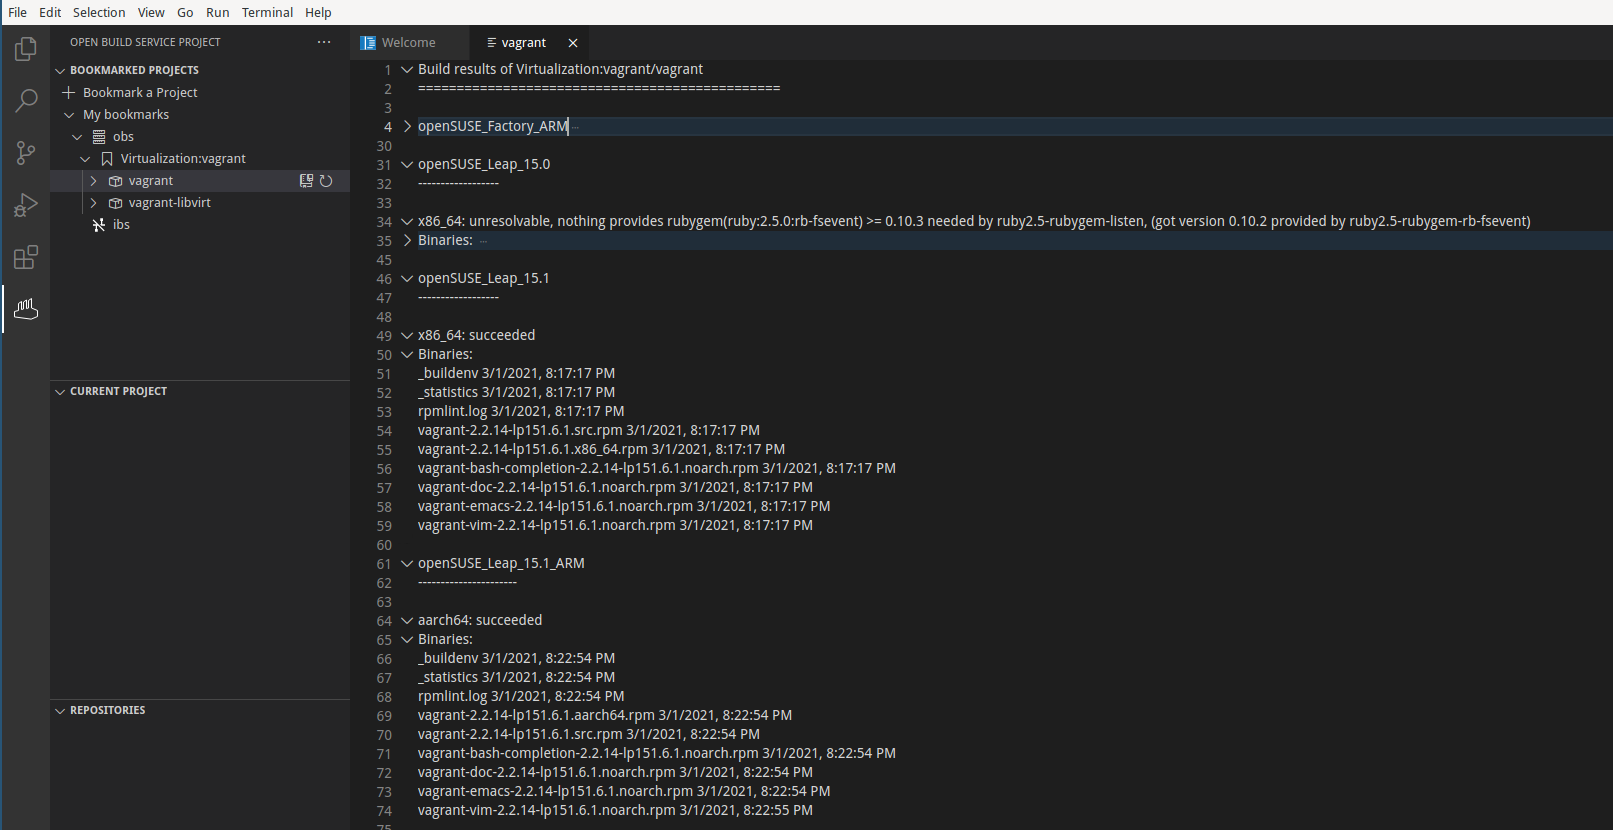 File Edit Selection View Go Run Terminal Help
OPEN BUILD SERVICE PROJECT ···
BOOKMARKED PROJECTS
Bookmark a Project
My bookmarks
obs
Virtualization:vagrant
vagrant
vagrant-libvirt
ibs
CURRENT PROJECT
REPOSITORIES
Welcome vagrant
1 Build results of Virtualization:vagrant/vagrant
2 ===============================================
3
4 openSUSE_Factory_ARM ···
30
31 openSUSE_Leap_15.0
32 ------------------
33
34 x86_64: unresolvable, nothing provides rubygem(ruby:2.5.0:rb-fsevent) >= 0.10.3 needed by ruby2.5-rubygem-listen, (got version 0.10.2 provided by ruby2.5-rubygem-rb-fsevent)
35 Binaries: ···
45
46 openSUSE_Leap_15.1
47 ------------------
48
49 x86_64: succeeded
50 Binaries:
51 _buildenv 3/1/2021, 8:17:17 PM
52 _statistics 3/1/2021, 8:17:17 PM
53 rpmlint.log 3/1/2021, 8:17:17 PM
54 vagrant-2.2.14-lp151.6.1.src.rpm 3/1/2021, 8:17:17 PM
55 vagrant-2.2.14-lp151.6.1.x86_64.rpm 3/1/2021, 8:17:17 PM
56 vagrant-bash-completion-2.2.14-lp151.6.1.noarch.rpm 3/1/2021, 8:17:17 PM
57 vagrant-doc-2.2.14-lp151.6.1.noarch.rpm 3/1/2021, 8:17:17 PM
58 vagrant-emacs-2.2.14-lp151.6.1.noarch.rpm 3/1/2021, 8:17:17 PM
59 vagrant-vim-2.2.14-lp151.6.1.noarch.rpm 3/1/2021, 8:17:17 PM
60
61 openSUSE_Leap_15.1_ARM
62 ----------------------
63
64 aarch64: succeeded
65 Binaries:
66 _buildenv 3/1/2021, 8:22:54 PM
67 _statistics 3/1/2021, 8:22:54 PM
68 rpmlint.log 3/1/2021, 8:22:54 PM
69 vagrant-2.2.14-lp151.6.1.aarch64.rpm 3/1/2021, 8:22:54 PM
70 vagrant-2.2.14-lp151.6.1.src.rpm 3/1/2021, 8:22:54 PM
71 vagrant-bash-completion-2.2.14-lp151.6.1.noarch.rpm 3/1/2021, 8:22:54 PM
72 vagrant-doc-2.2.14-lp151.6.1.noarch.rpm 3/1/2021, 8:22:54 PM
73 vagrant-emacs-2.2.14-lp151.6.1.noarch.rpm 3/1/2021, 8:22:54 PM
74 vagrant-vim-2.2.14-lp151.6.1.noarch.rpm 3/1/2021, 8:22:55 PM
75